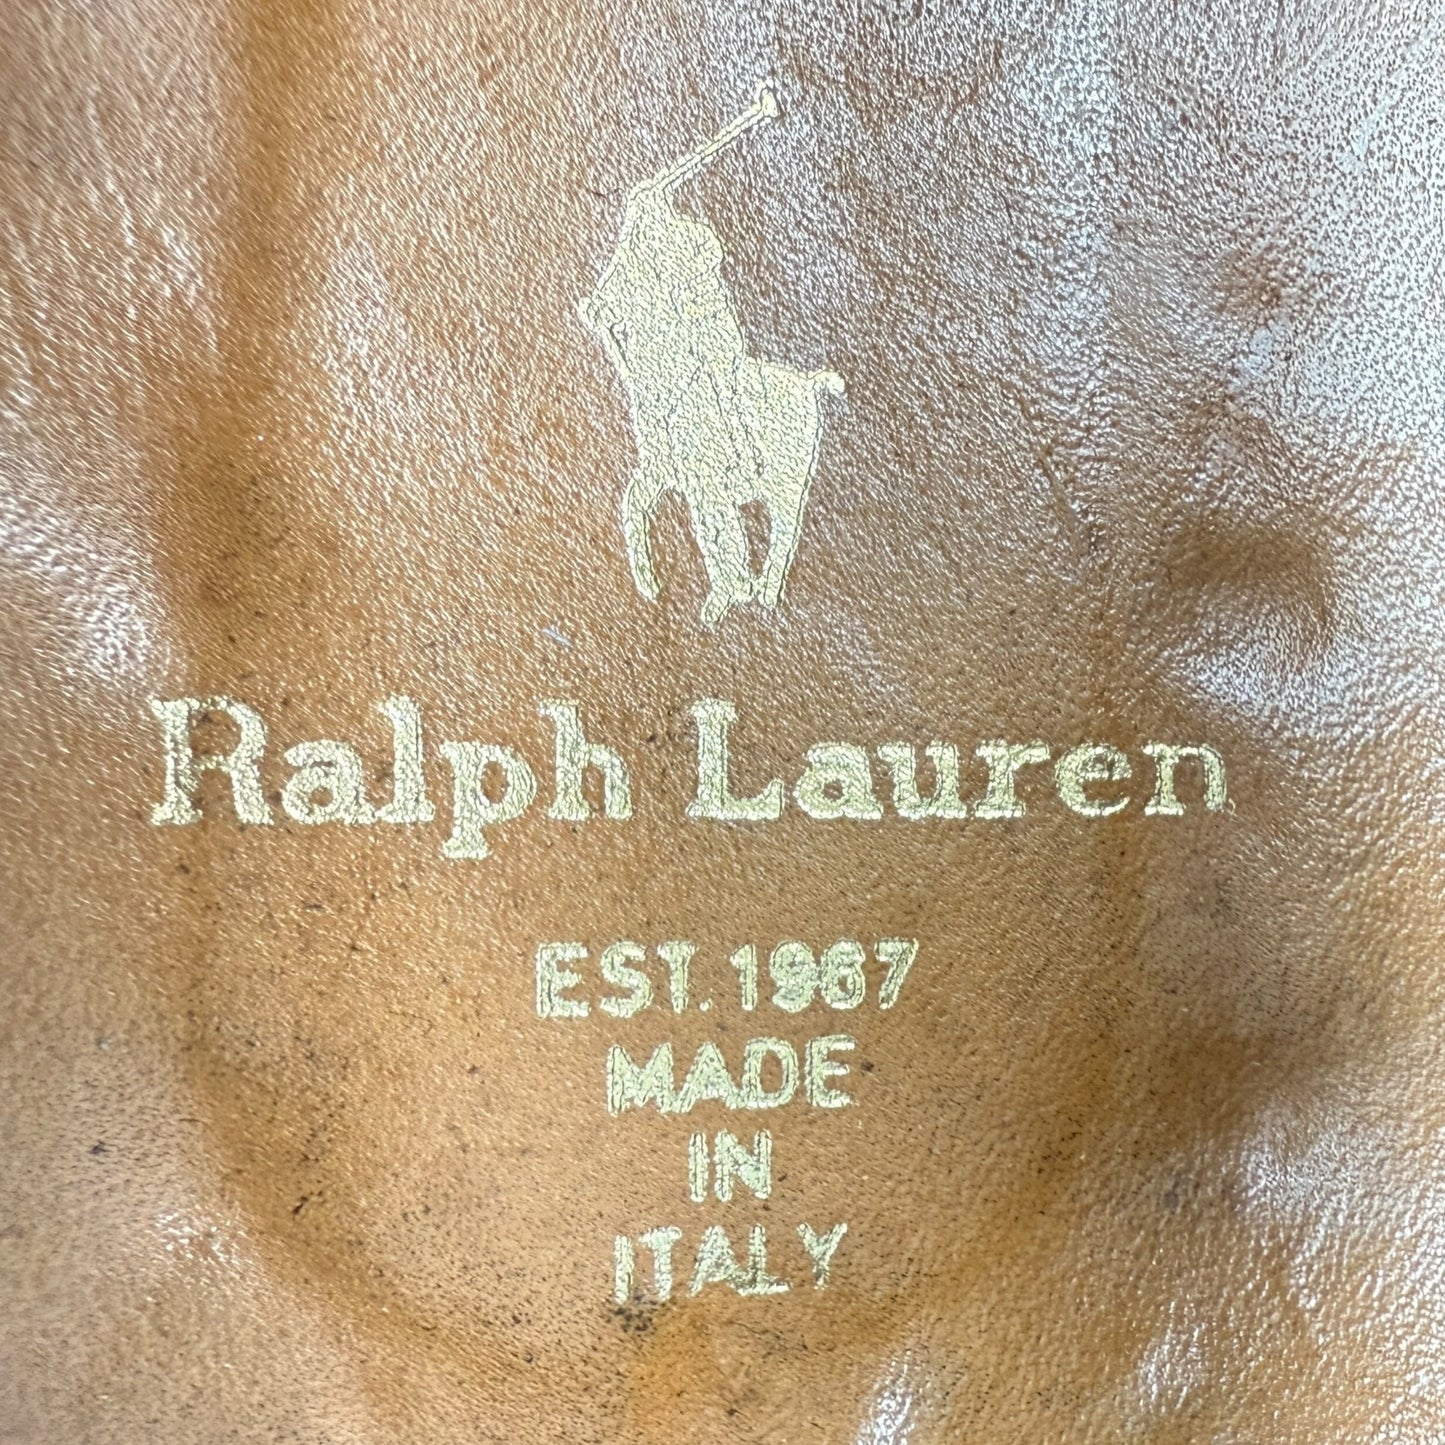 Ralph Lauren
EST. 1967
MADE
IN
ITALY